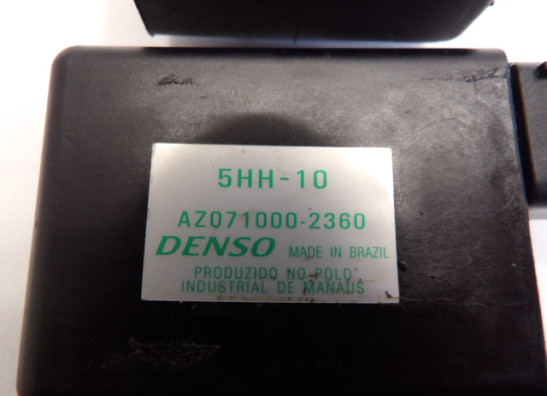 5HH-10
AZ071000-2360
DENSO MADE IN BRAZIL
PRODUZIDO NO POLO
INDUSTRIAL DE MANAUS